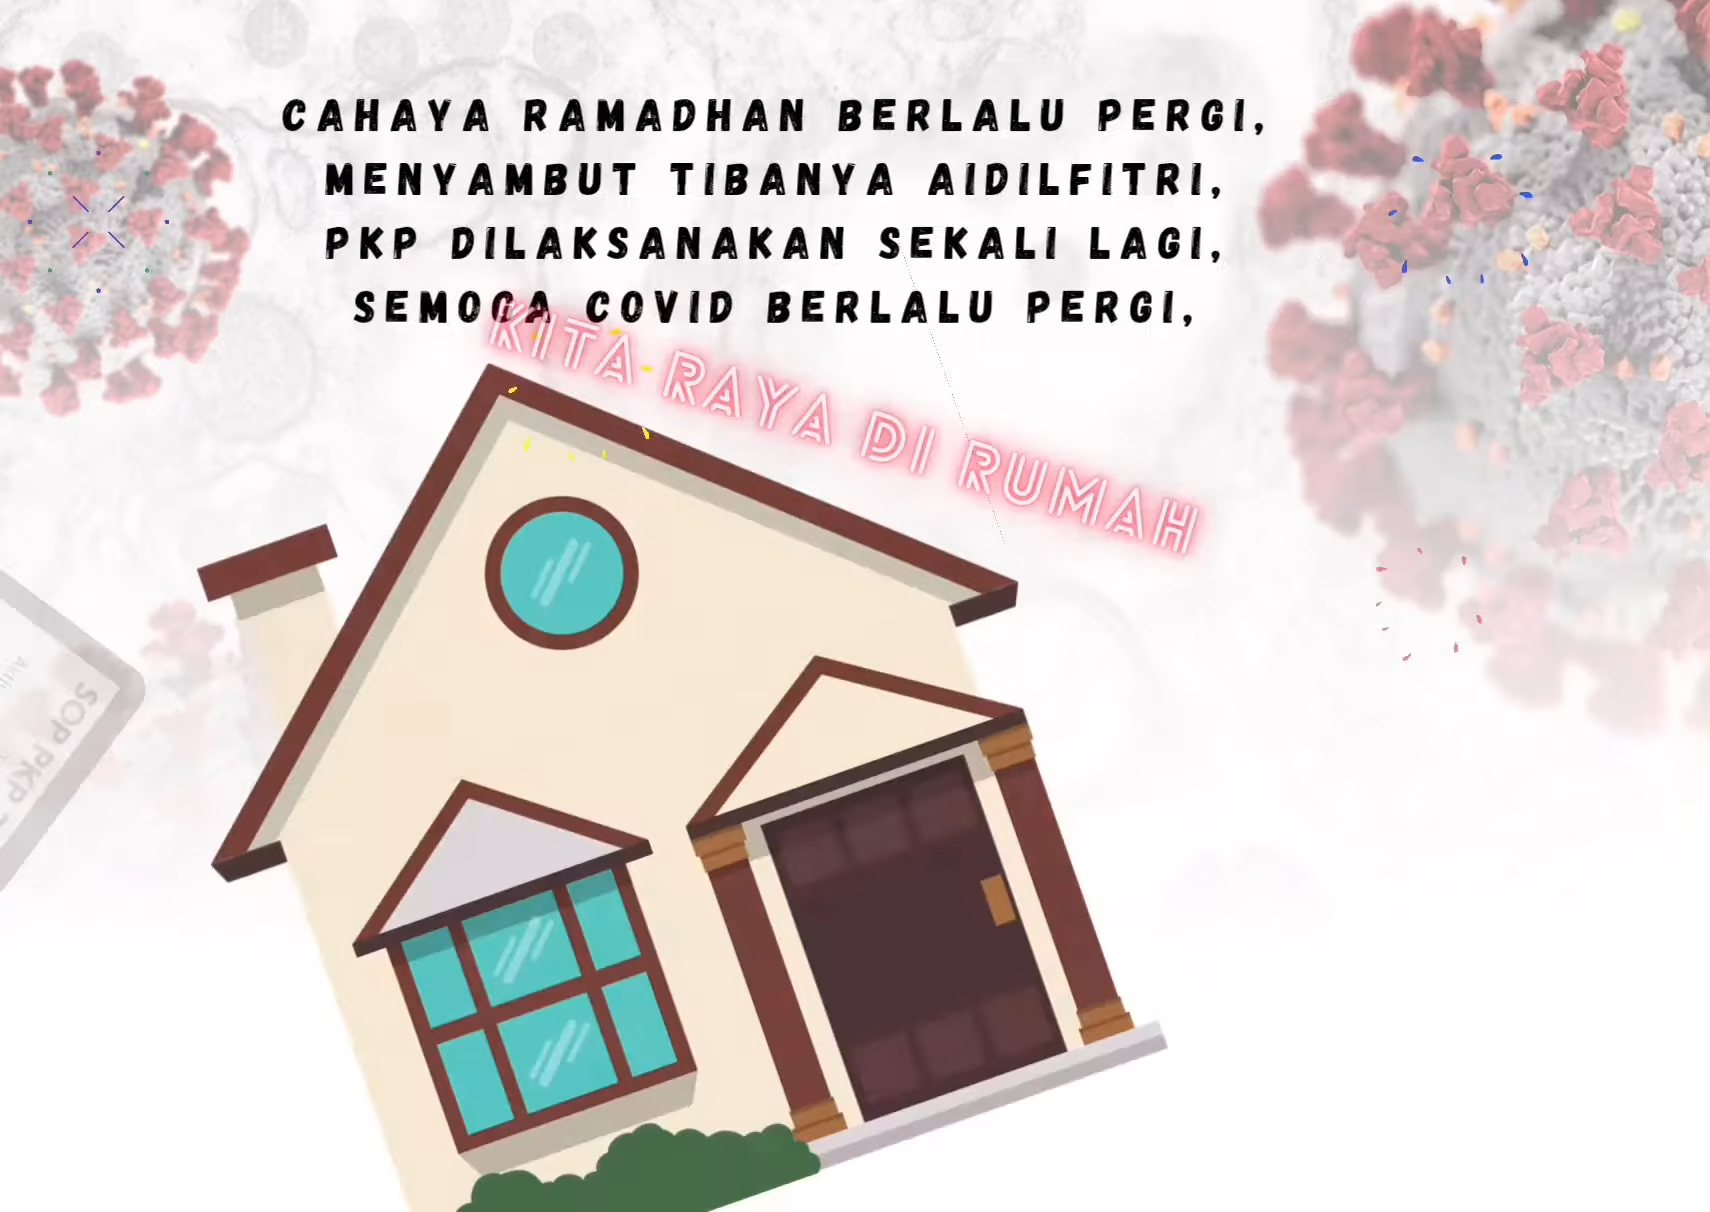 CAHAYA RAMADHAN BERLALU PERGI,
MENYAMBUT TIBANYA AIDILFITRI,
PKP DILAKSANAKAN SEKALI LAGI,
SEMOGA COVID BERLALU PERGI,
KITA RAYA DI RUMAH
SOP PKP